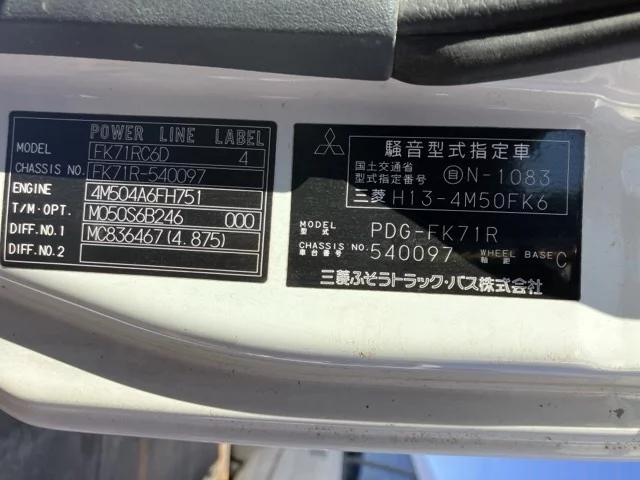 POWER LINE LABEL
MODEL FK71RC6D 4
CHASSIS NO. FK71R-540097
ENGINE 4M504A6FH751
T/M・OPT. M050S6B246 000
DIFF.NO.1 MC836467(4.875)
DIFF.NO.2
騒音型式指定車
国土交通省
型式指定番号 自 N-1083
三菱 H13-4M50FK6
MODEL
型式 PDG-FK71R
CHASSIS NO.
車台番号 540097 WHEEL BASE
軸距 C
三菱ふそうトラック・バス株式会社